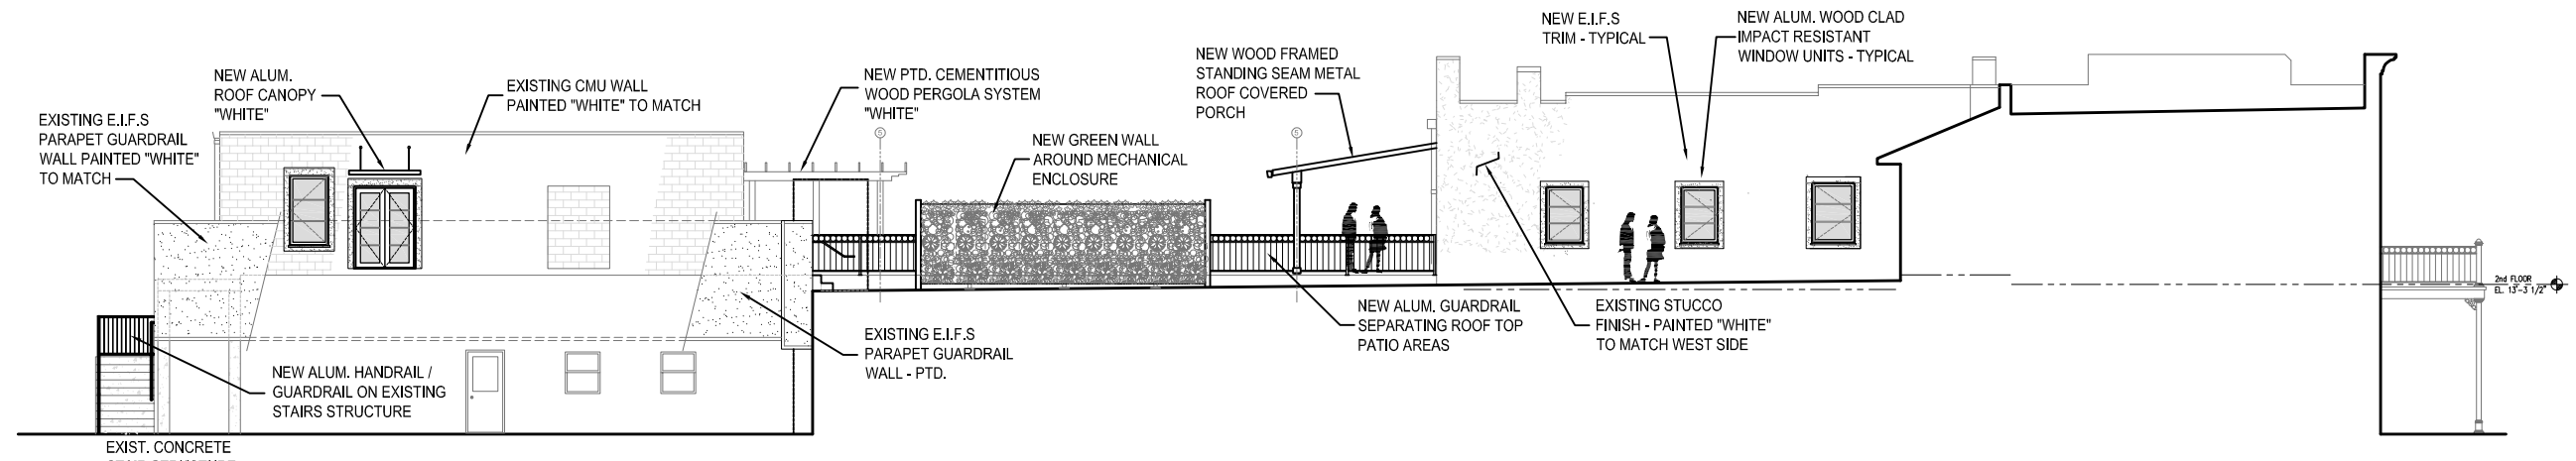 EXISTING E.I.F.S
PARAPET GUARDRAIL
WALL PAINTED "WHITE"
TO MATCH
NEW ALUM.
ROOF CANOPY
"WHITE"
EXISTING CMU WALL
PAINTED "WHITE" TO MATCH
NEW PTD. CEMENTITIOUS
WOOD PERGOLA SYSTEM
"WHITE"
5
NEW GREEN WALL
AROUND MECHANICAL
ENCLOSURE
NEW WOOD FRAMED
STANDING SEAM METAL
ROOF COVERED
PORCH
5
NEW E.I.F.S
TRIM - TYPICAL
NEW ALUM. WOOD CLAD
IMPACT RESISTANT
WINDOW UNITS - TYPICAL
2nd FLOOR
EL. 13'-3 1/2"
NEW ALUM. HANDRAIL /
GUARDRAIL ON EXISTING
STAIRS STRUCTURE
EXISTING E.I.F.S
PARAPET GUARDRAIL
WALL - PTD.
NEW ALUM. GUARDRAIL
SEPARATING ROOF TOP
PATIO AREAS
EXISTING STUCCO
FINISH - PAINTED "WHITE"
TO MATCH WEST SIDE
EXIST. CONCRETE